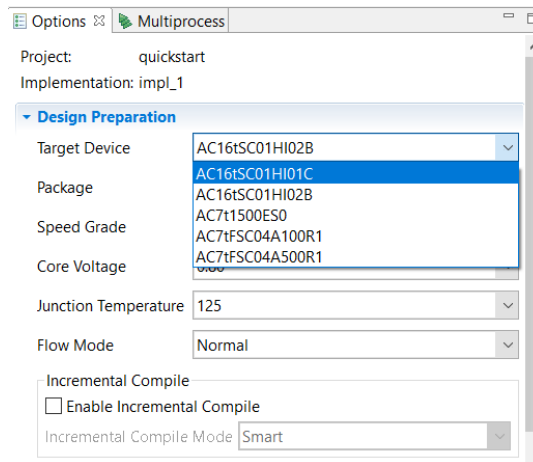 Options Multiprocess
Project: quickstart
Implementation: impl_1
Design Preparation
Target Device AC16tSC01HI02B
AC16tSC01HI01C
Package AC16tSC01HI02B
AC7t1500ES0
Speed Grade AC7tFSC04A100R1
AC7tFSC04A500R1
Core Voltage
Junction Temperature 125
Flow Mode Normal
Incremental Compile
Enable Incremental Compile
Incremental Compile Mode Smart